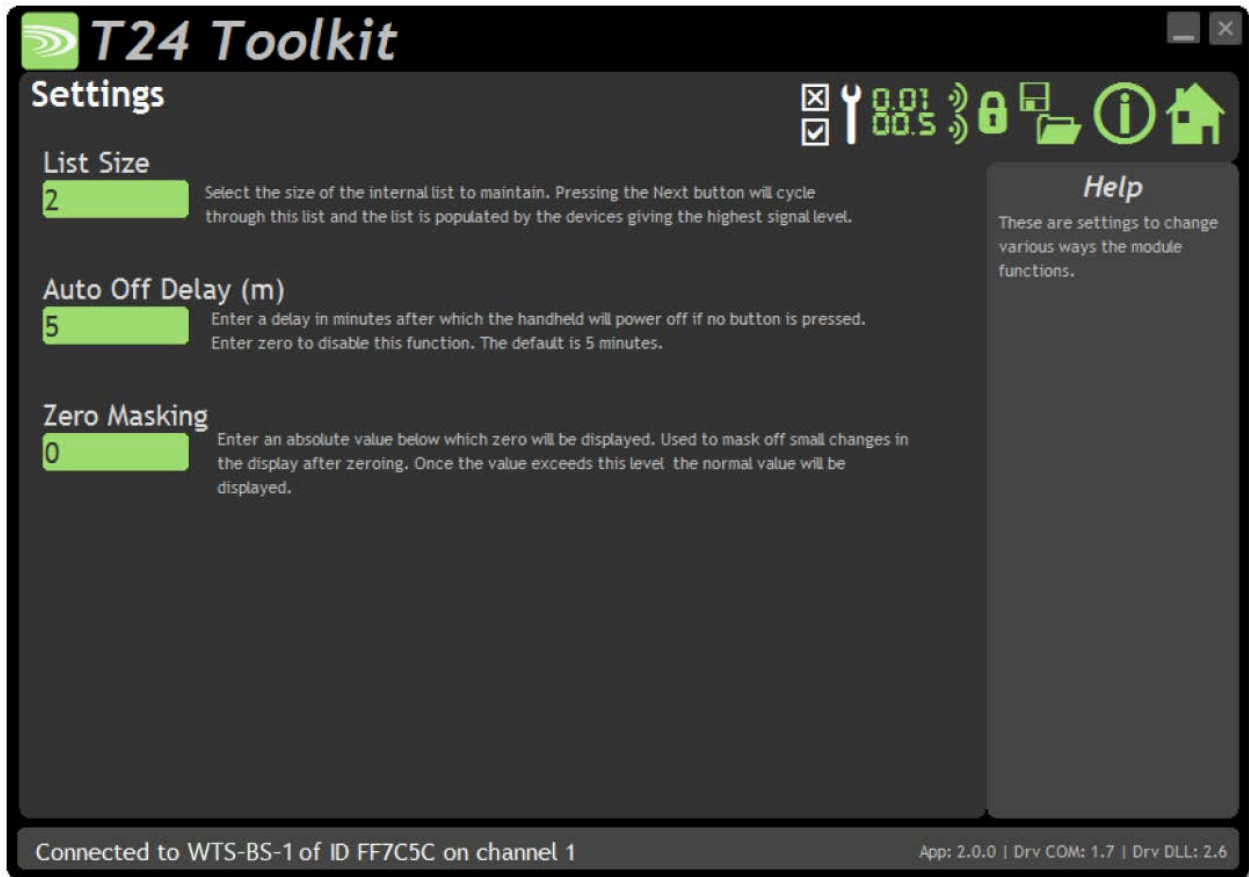 T24 Toolkit
Settings
0.01
00.5
List Size
2
Select the size of the internal list to maintain. Pressing the Next button will cycle
through this list and the list is populated by the devices giving the highest signal level.
Auto Off Delay (m)
5
Enter a delay in minutes after which the handheld will power off if no button is pressed.
Enter zero to disable this function. The default is 5 minutes.
Zero Masking
0
Enter an absolute value below which zero will be displayed. Used to mask off small changes in
the display after zeroing. Once the value exceeds this level the normal value will be
displayed.
Help
These are settings to change
various ways the module
functions.
Connected to WTS-BS-1 of ID FF7C5C on channel 1
App: 2.0.0 | Drv COM: 1.7 | Drv DLL: 2.6